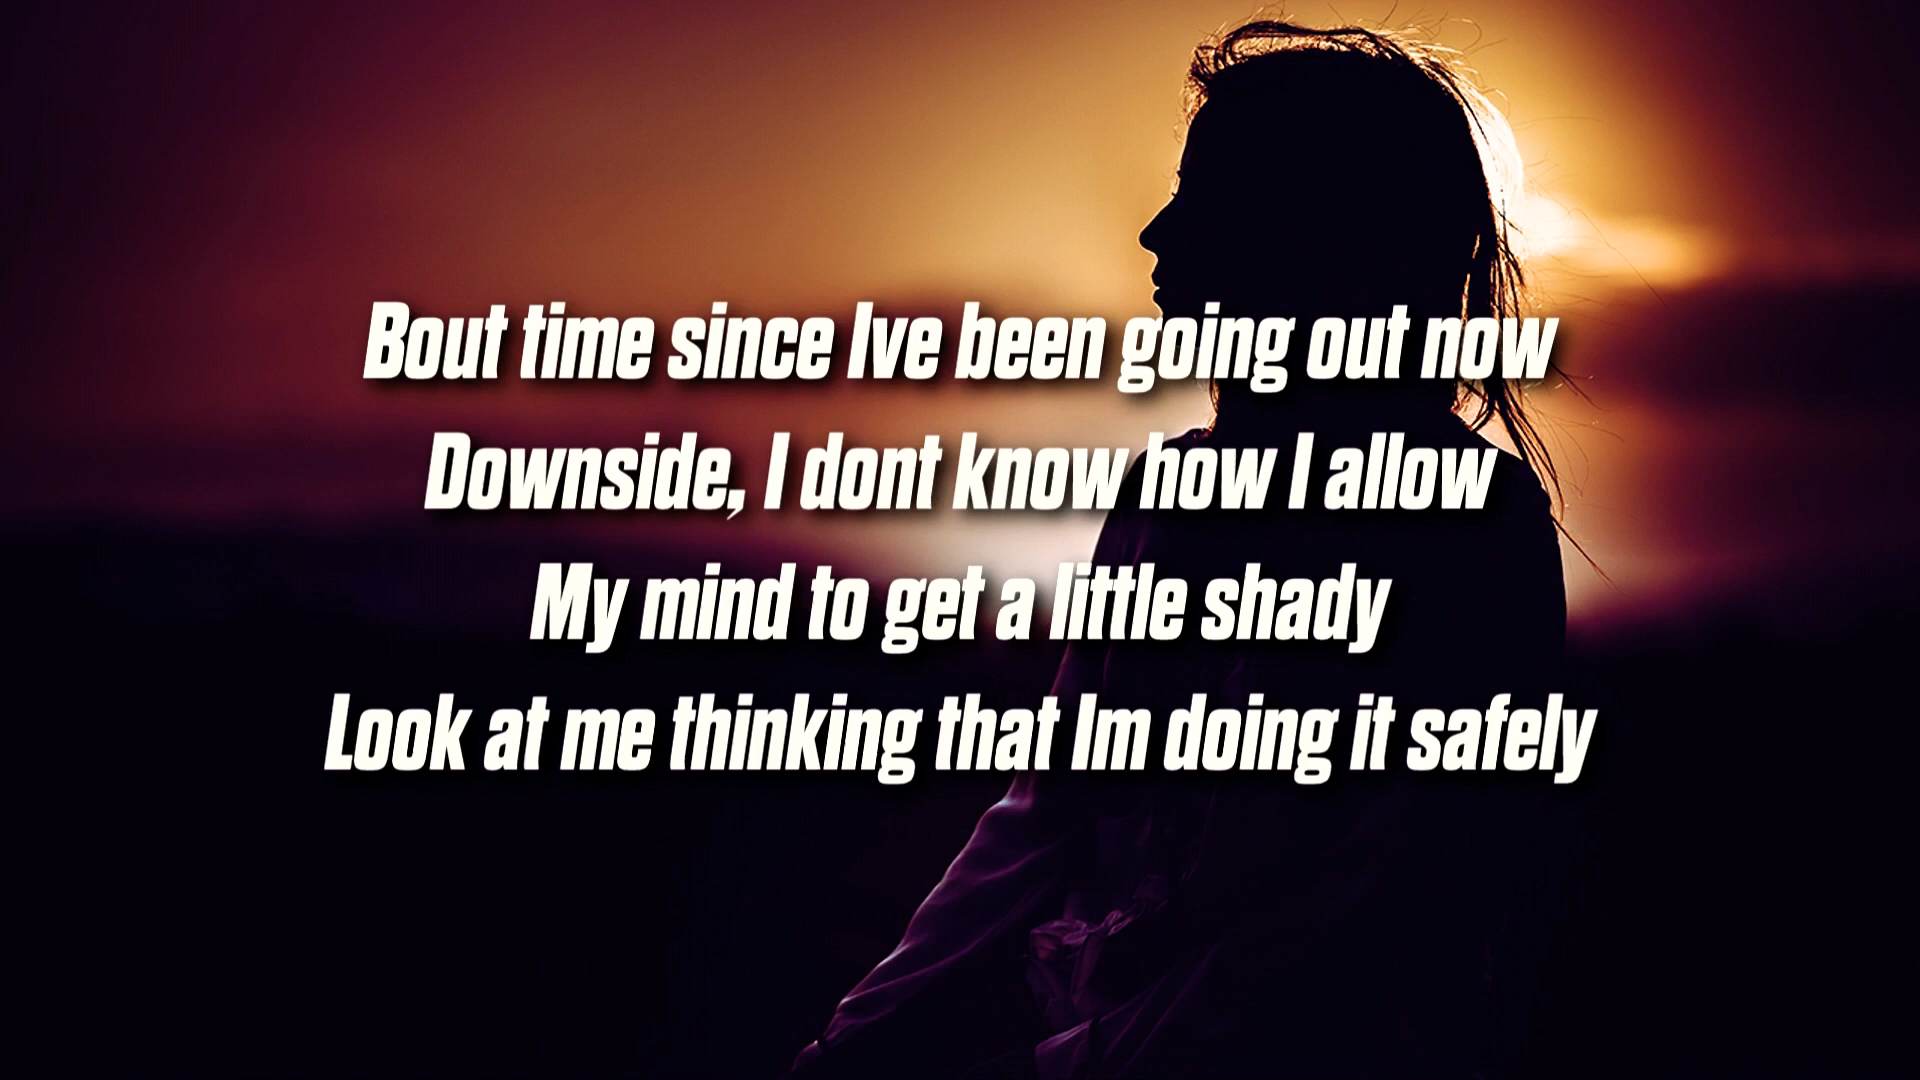 Bout time since Ive been going out now
Downside, I dont know how I allow
My mind to get a little shady
Look at me thinking that Im doing it safely